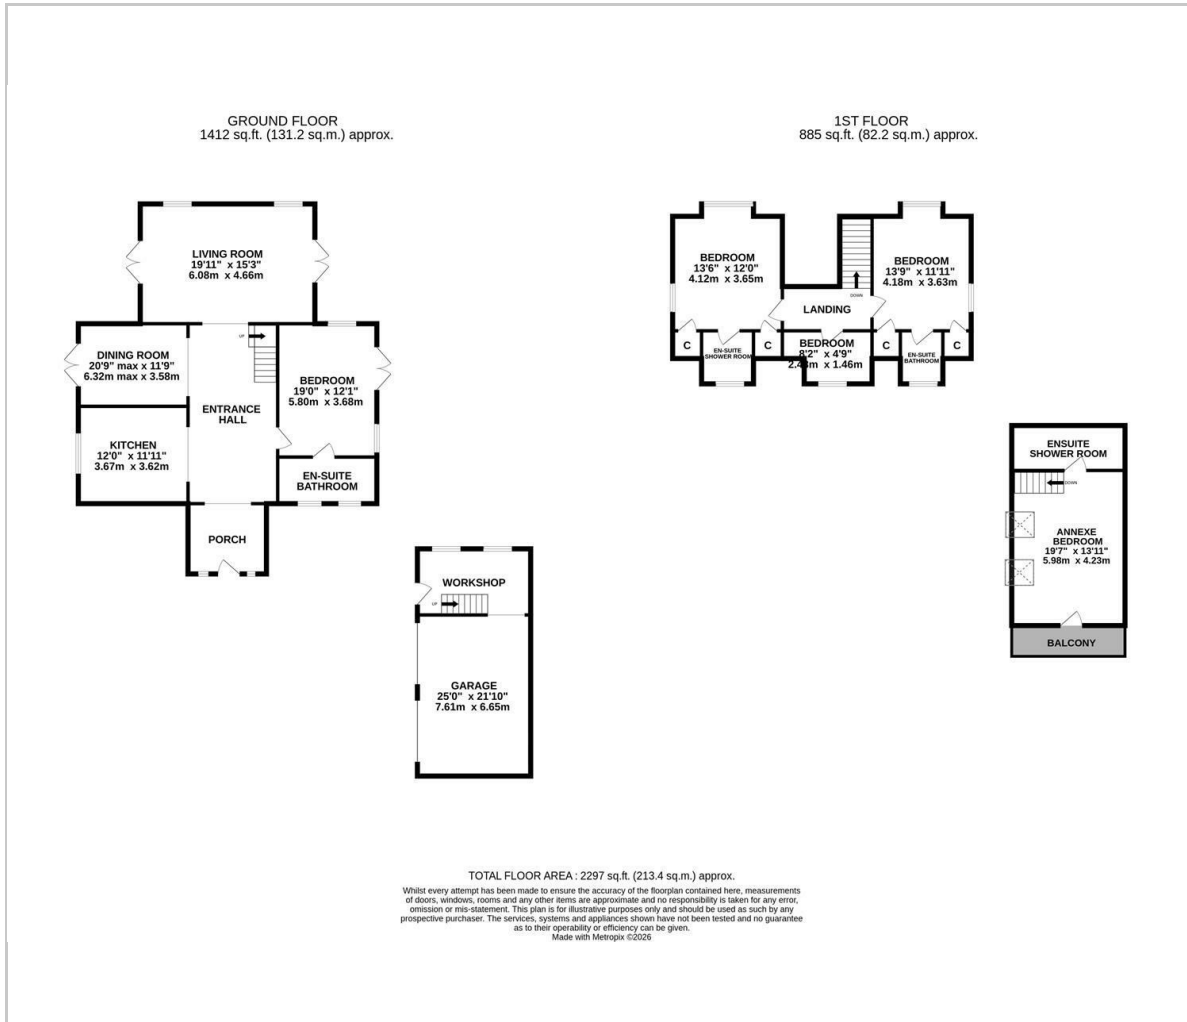 GROUND FLOOR
1412 sq.ft. (131.2 sq.m.) approx.
1ST FLOOR
885 sq.ft. (82.2 sq.m.) approx.
LIVING ROOM
19'11" x 15'3"
6.08m x 4.66m
DINING ROOM
20'9" max x 11'9"
6.32m max x 3.58m
UP
BEDROOM
19'0" x 12'1"
5.80m x 3.68m
ENTRANCE
HALL
KITCHEN
12'0" x 11'11"
3.67m x 3.62m
EN-SUITE
BATHROOM
PORCH
WORKSHOP
UP
GARAGE
25'0" x 21'10"
7.61m x 6.65m
BEDROOM
13'6" x 12'0"
4.12m x 3.65m
BEDROOM
13'9" x 11'11"
4.18m x 3.63m
DOWN
LANDING
C
EN-SUITE
SHOWER ROOM
C
BEDROOM
8'2" x 4'9"
x 1.46m
C
EN-SUITE
BATHROOM
C
ENSUITE
SHOWER ROOM
DOWN
ANNEXE
BEDROOM
19'7" x 13'11"
5.98m x 4.23m
BALCONY
TOTAL FLOOR AREA : 2297 sq.ft. (213.4 sq.m.) approx.
Whilst every attempt has been made to ensure the accuracy of the floorplan contained here, measurements
of doors, windows, rooms and any other items are approximate and no responsibility is taken for any error,
omission or mis-statement. This plan is for illustrative purposes only and should be used as such by any
prospective purchaser. The services, systems and appliances shown have not been tested and no guarantee
as to their operability or efficiency can be given.
Made with Metropix ©2026